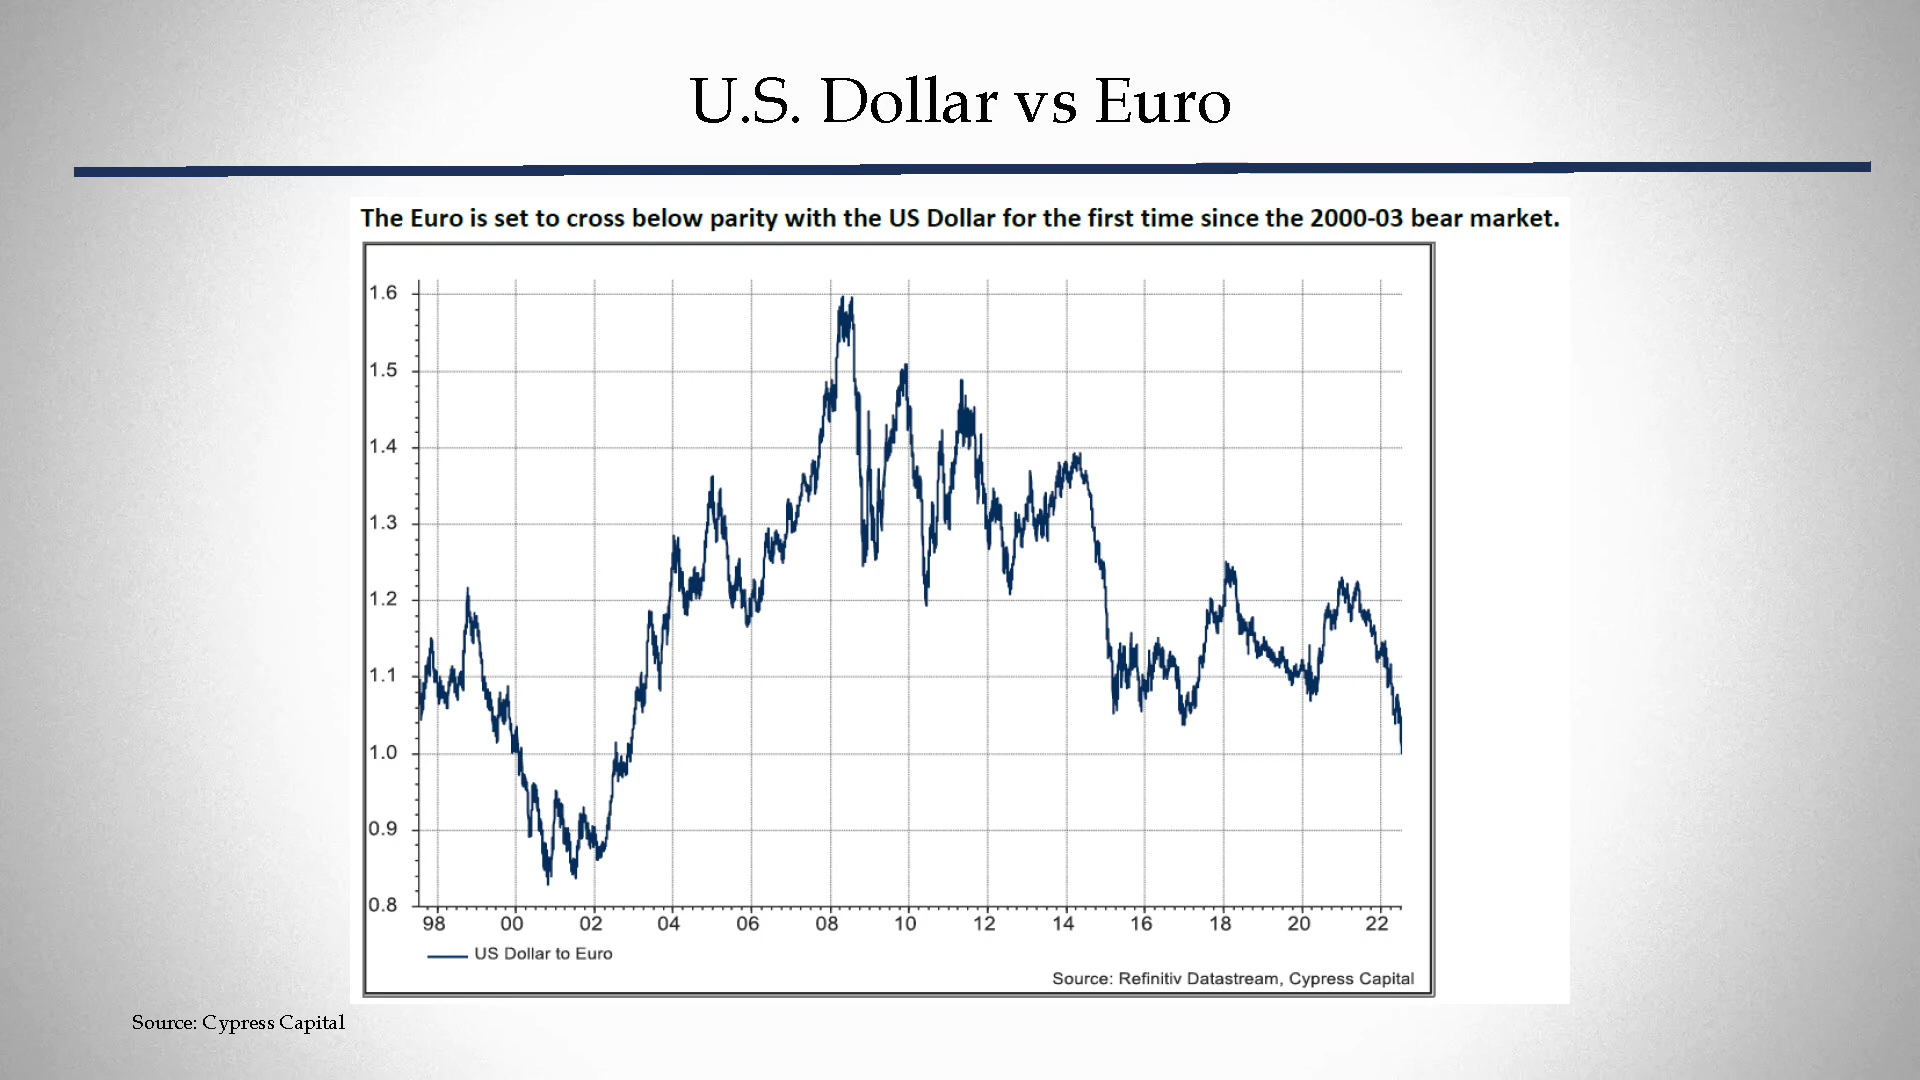 U.S. Dollar vs Euro
The Euro is set to cross below parity with the US Dollar for the first time since the 2000-03 bear market.
1.6
1.5
1.4
1.3
1.2
1.1
1.0
0.9
0.8
98 00 02 04 06 08 10 12 14 16 18 20 22
US Dollar to Euro
Source: Refinitiv Datastream, Cypress Capital
Source: Cypress Capital